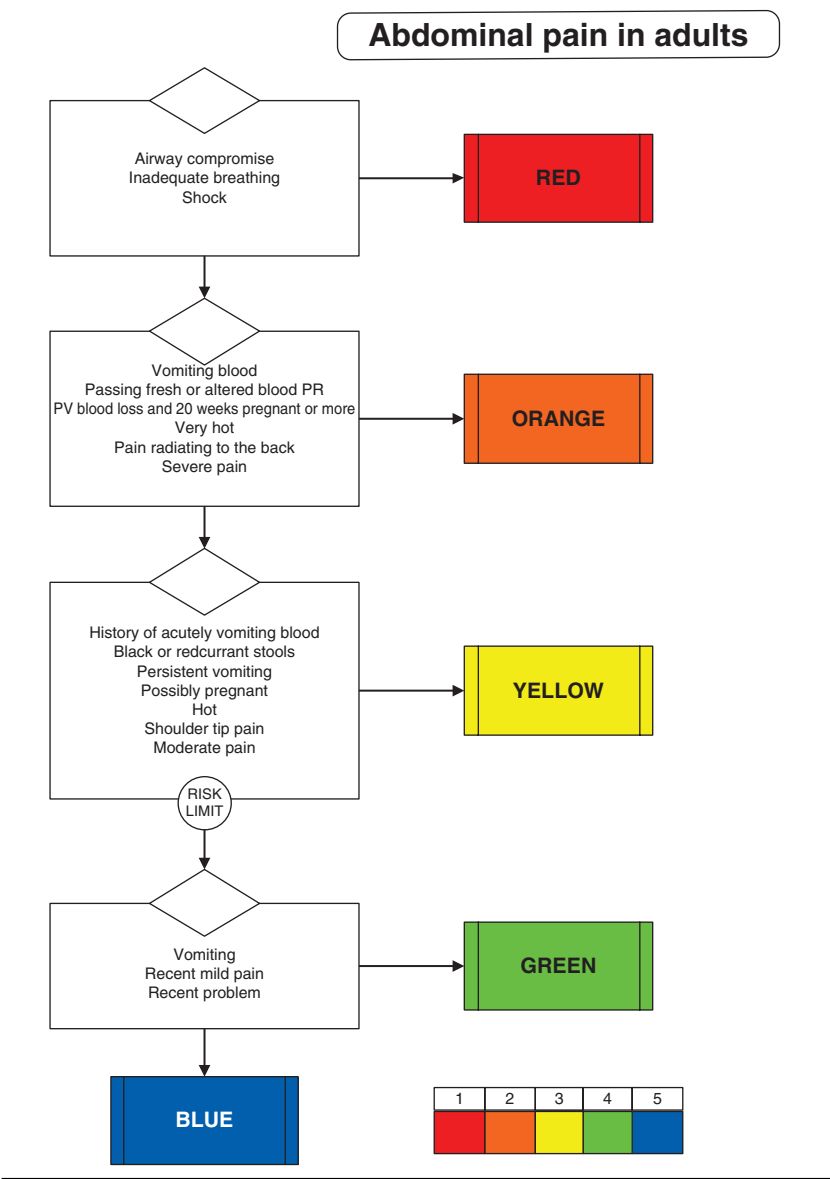 Abdominal pain in adults
Airway compromise
Inadequate breathing
Shock
RED
Vomiting blood
Passing fresh or altered blood PR
PV blood loss and 20 weeks pregnant or more
Very hot
Pain radiating to the back
Severe pain
ORANGE
History of acutely vomiting blood
Black or redcurrant stools
Persistent vomiting
Possibly pregnant
Hot
Shoulder tip pain
Moderate pain
YELLOW
RISK
LIMIT
Vomiting
Recent mild pain
Recent problem
GREEN
BLUE
1 2 3 4 5